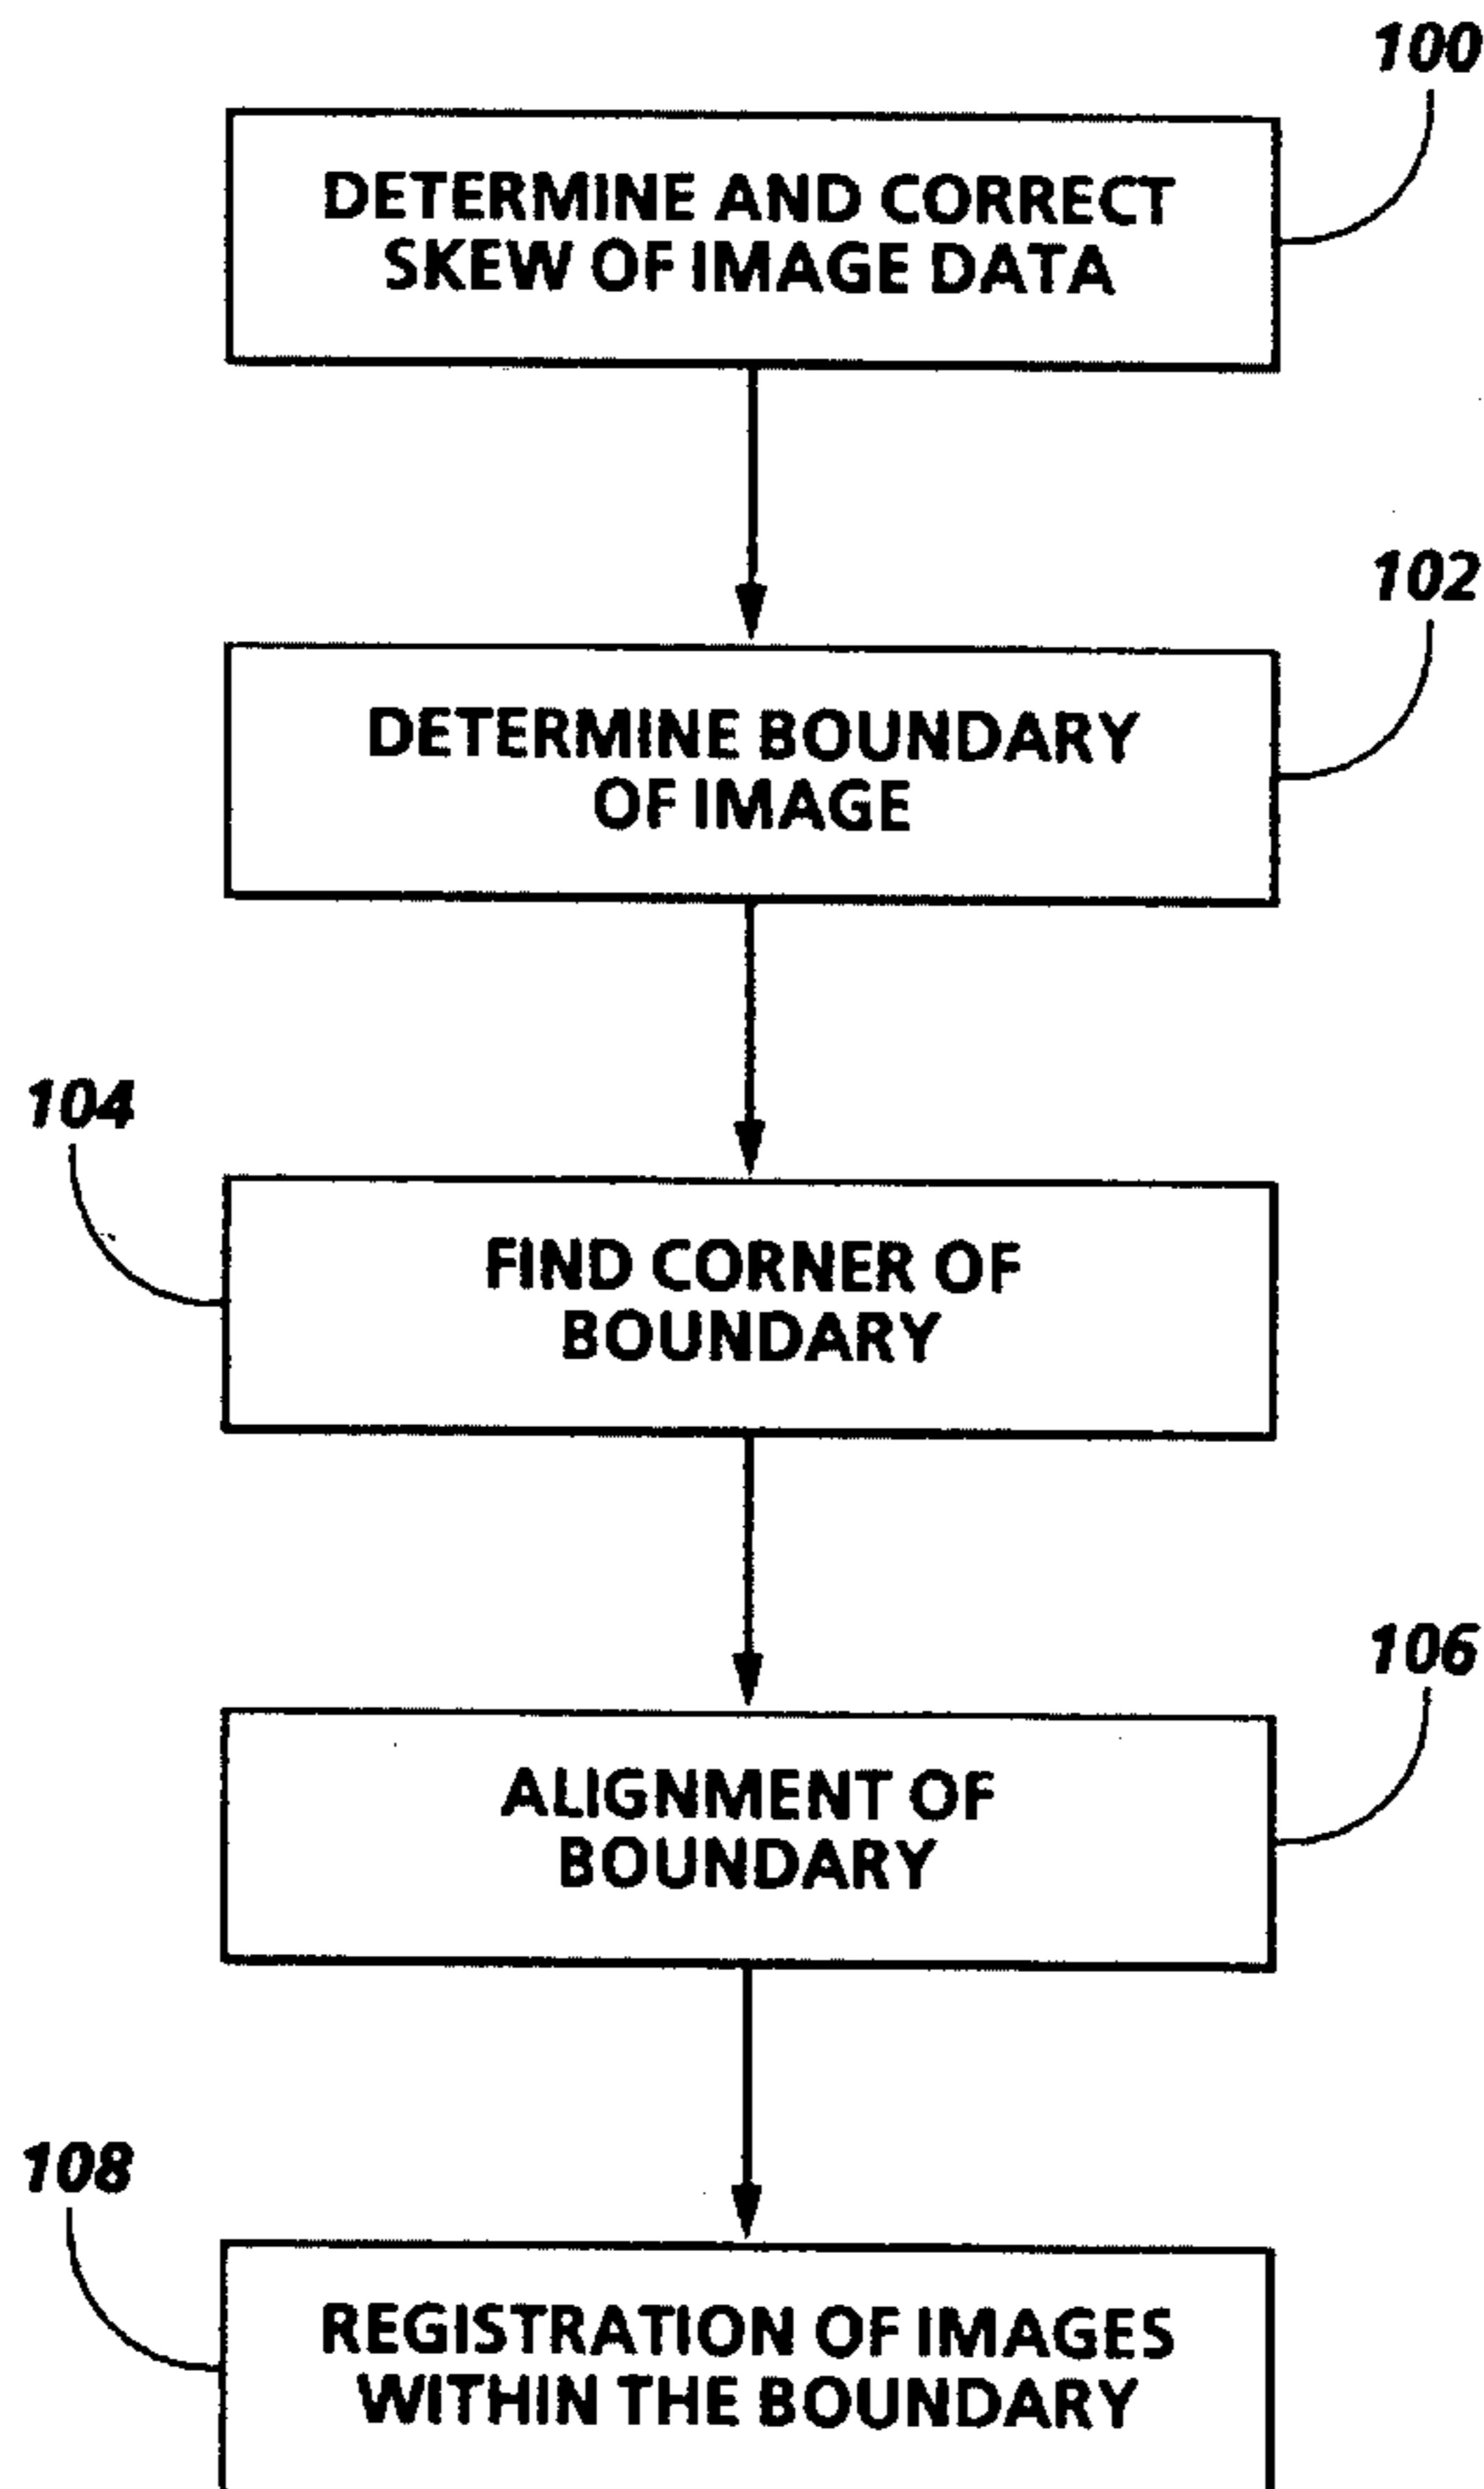 100
DETERMINE AND CORRECT
SKEW OF IMAGE DATA
102
DETERMINE BOUNDARY
OF IMAGE
104
FIND CORNER OF
BOUNDARY
106
ALIGNMENT OF
BOUNDARY
108
REGISTRATION OF IMAGES
WITHIN THE BOUNDARY